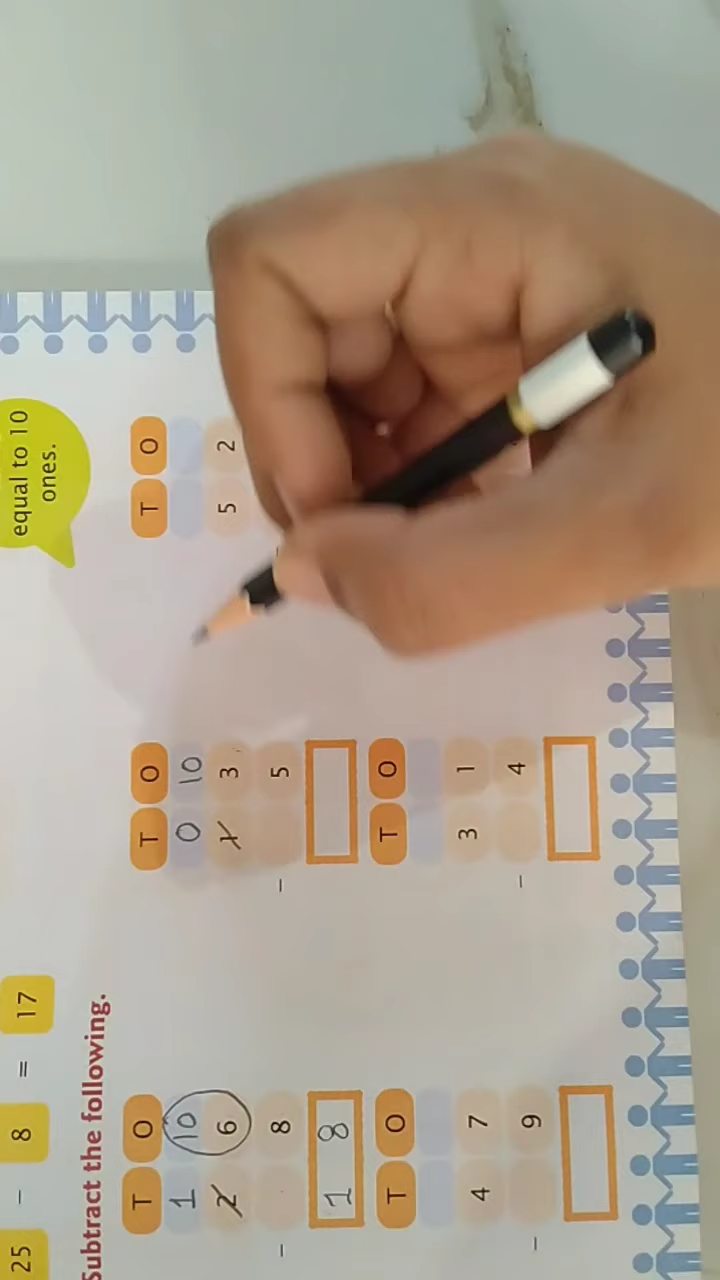 equal to 10
ones.
25 − 8 = 17
Subtract the following.
T O
1 10
2 6
− 8
1 8
T O
0 10
1 3
− 5
T O
5 2
T O
4 7
− 9
T O
3 1
− 4